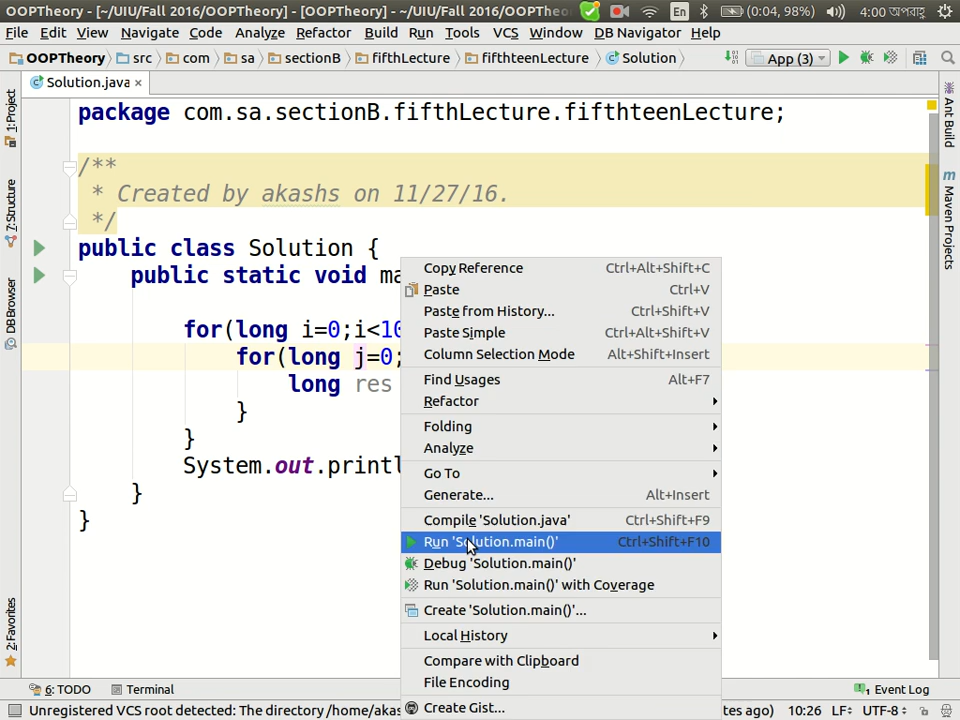 OOPTheory - [~/UIU/Fall 2016/OOPTheory] - [OOPTheory] - ~/UIU/Fall 2016/OOPTheo
En (0:04, 98%) 4:00 অপরাহ্ণ
File Edit View Navigate Code Analyze Refactor Build Run Tools VCS Window DB Navigator Help
OOPTheory src com sa sectionB fifthLecture fifthteenLecture Solution App (3)
Solution.java
1: Project
7: Structure
DB Browser
2: Favorites
Ant Build
Maven Projects
package com.sa.sectionB.fifthLecture.fifthteenLecture;
/**
* Created by akashs on 11/27/16.
*/
public class Solution {
public static void ma
for(long i=0;i<10
for(long j=0;
long res
}
}
System.out.printl
}
}
Copy Reference Ctrl+Alt+Shift+C
Paste Ctrl+V
Paste from History... Ctrl+Shift+V
Paste Simple Ctrl+Alt+Shift+V
Column Selection Mode Alt+Shift+Insert
Find Usages Alt+F7
Refactor
Folding
Analyze
Go To
Generate... Alt+Insert
Compile 'Solution.java' Ctrl+Shift+F9
Run 'Solution.main()' Ctrl+Shift+F10
Debug 'Solution.main()'
Run 'Solution.main()' with Coverage
Create 'Solution.main()'...
Local History
Compare with Clipboard
File Encoding
Create Gist...
6: TODO Terminal Event Log
Unregistered VCS root detected: The directory /home/akas tes ago) 10:26 LF÷ UTF-8÷